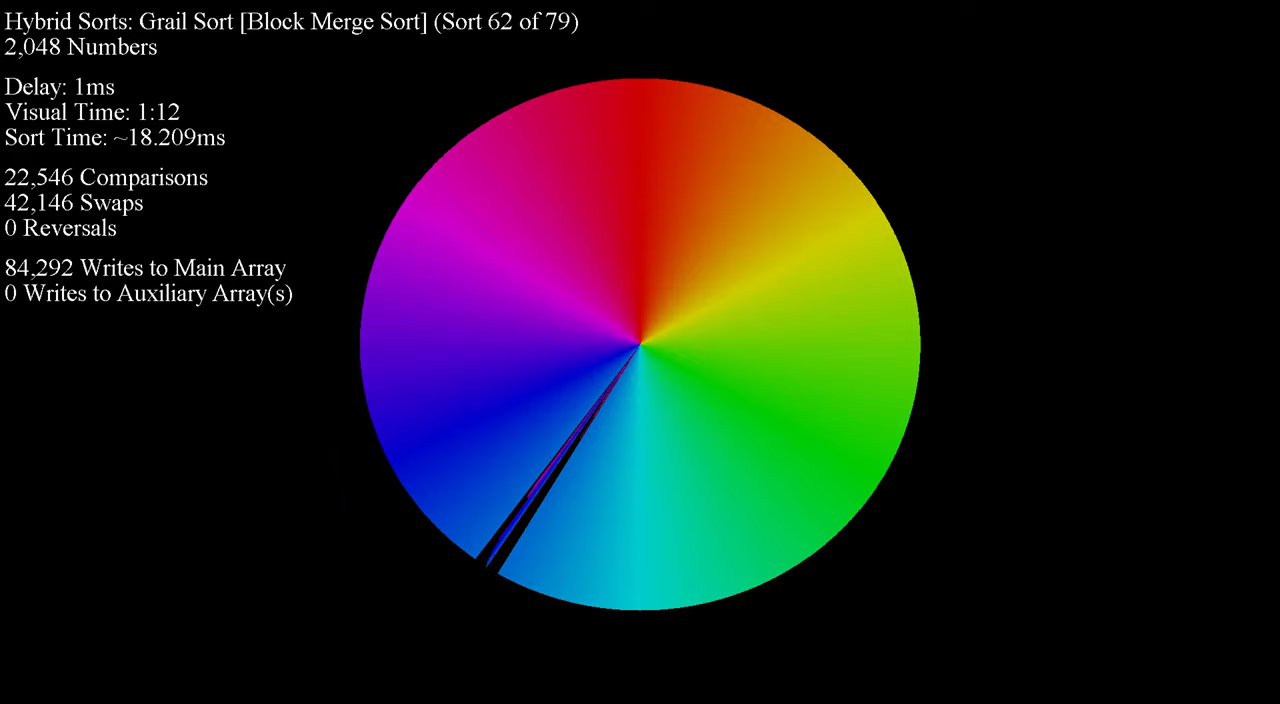 Hybrid Sorts: Grail Sort [Block Merge Sort] (Sort 62 of 79)
2,048 Numbers
Delay: 1ms
Visual Time: 1:12
Sort Time: ~18.209ms
22,546 Comparisons
42,146 Swaps
0 Reversals
84,292 Writes to Main Array
0 Writes to Auxiliary Array(s)